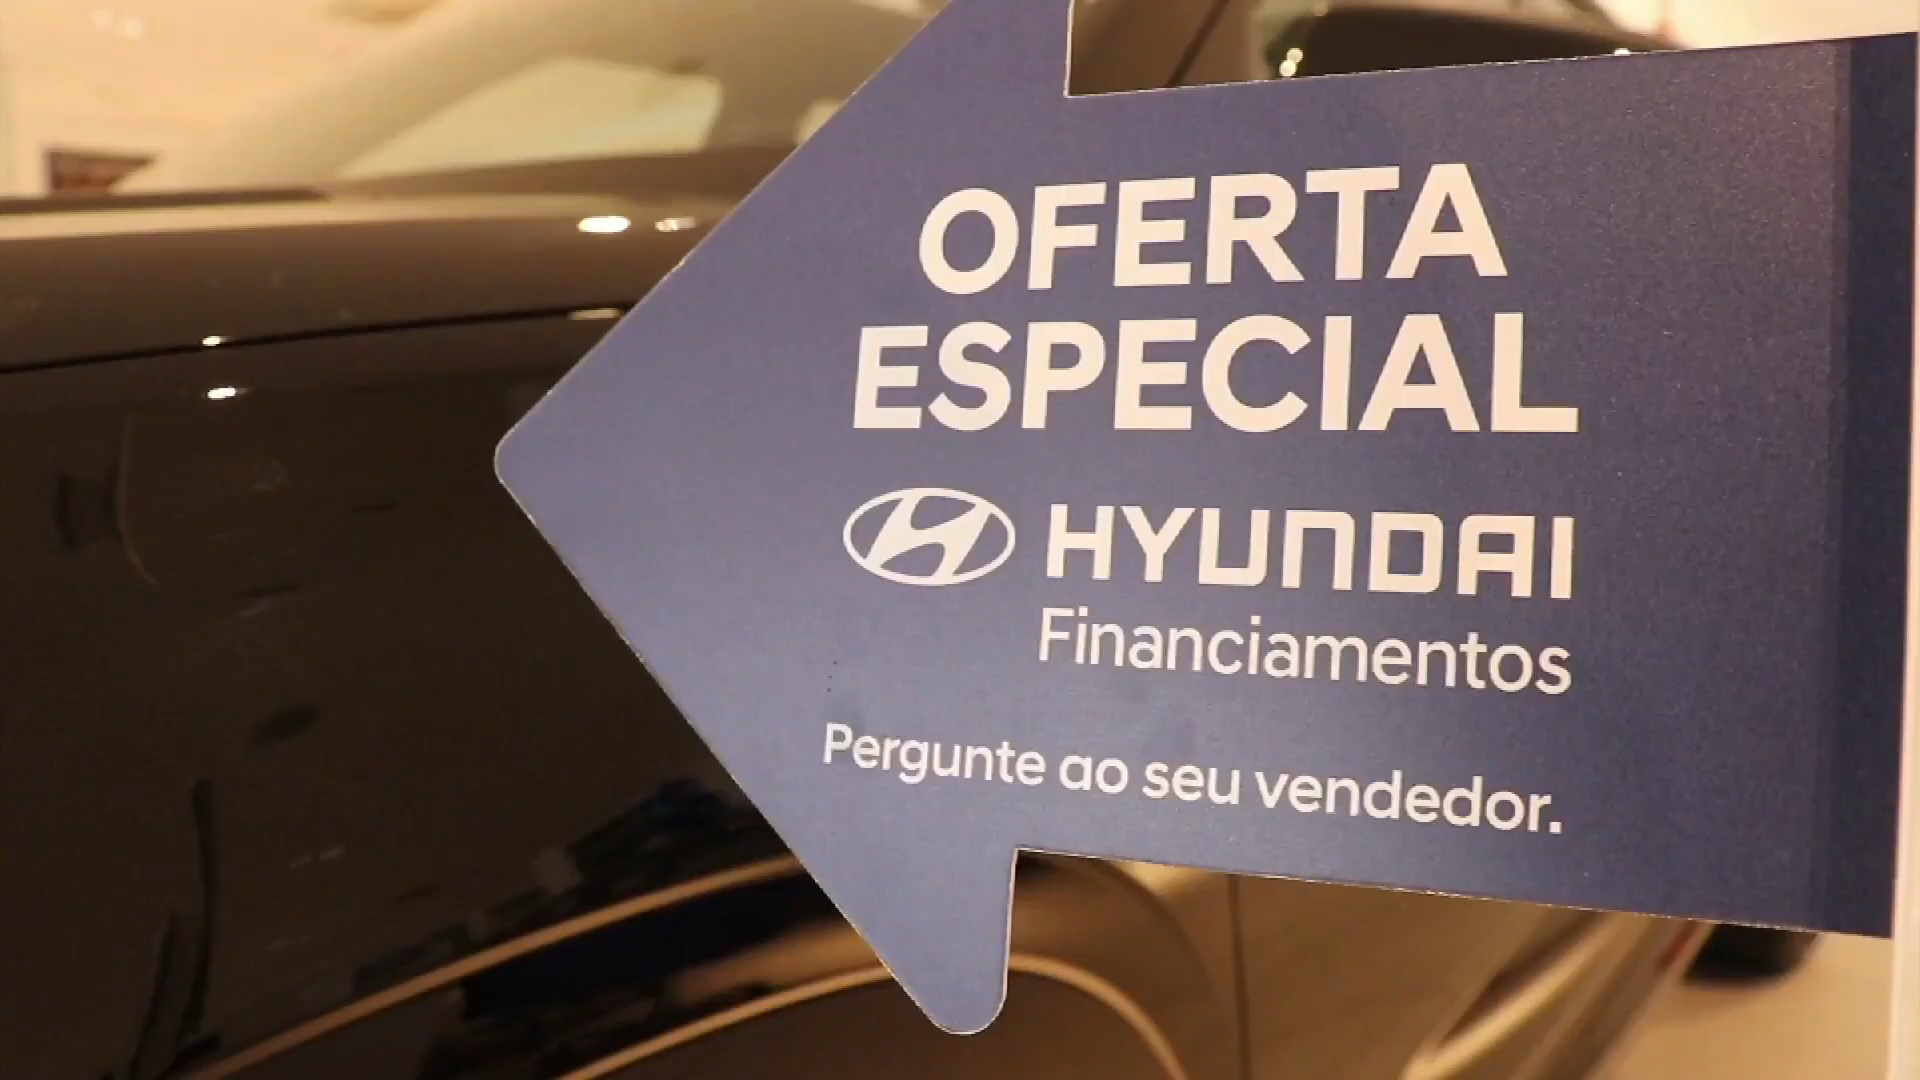 OFERTA
ESPECIAL
HYUNDAI
Financiamentos
Pergunte ao seu vendedor.